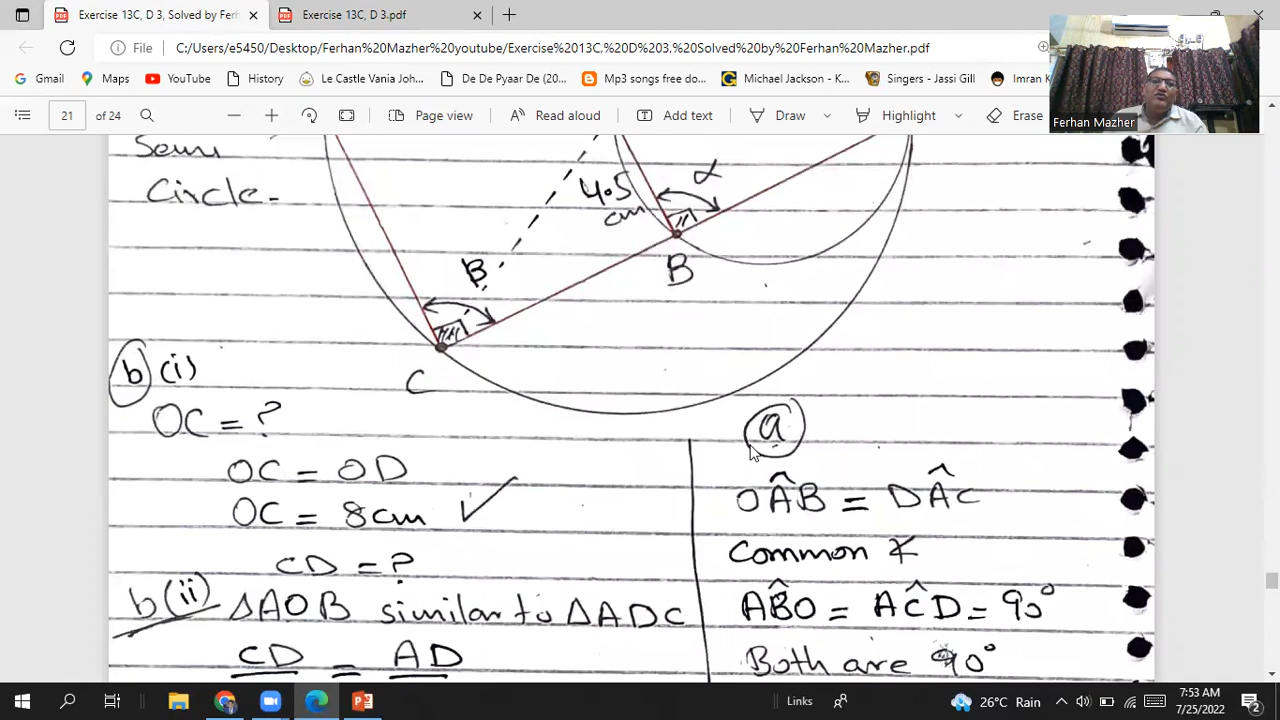 Exercise 13C, D 3, Solved by Ferh
Exercise 13C, D 3.pdf
File
C:/Users/e5450/Desktop/Ferhan%20Mazher/Exercise%2013C,%20D%203,%20Solved%20by%20Ferhan%20Mazher.pdf
Gmail
Maps
YouTube
History
Le Castle Vania Joh...
De De Pyaar De (20...
Mp3 songs free do...
Michael Jackson - K...
Singers - Jassi Gill
Imran K
Ferhan Mazher
21 of 24
Page view
Read aloud
Add text
Draw
Highlight
Erase
Semi
Circle.
4.5
cm
α
B
B
C
b (i)
OC = ?
OC = OD
OC = 8cm ✓
CD = ?
b(ii) ΔAOB similar to ΔADC
CD = AD
a
OÂB = DÂC
Common ∢
AB̂O = AĈD = 90°
Both are 90°
Links
26°C Rain
7:53 AM
7/25/2022
2